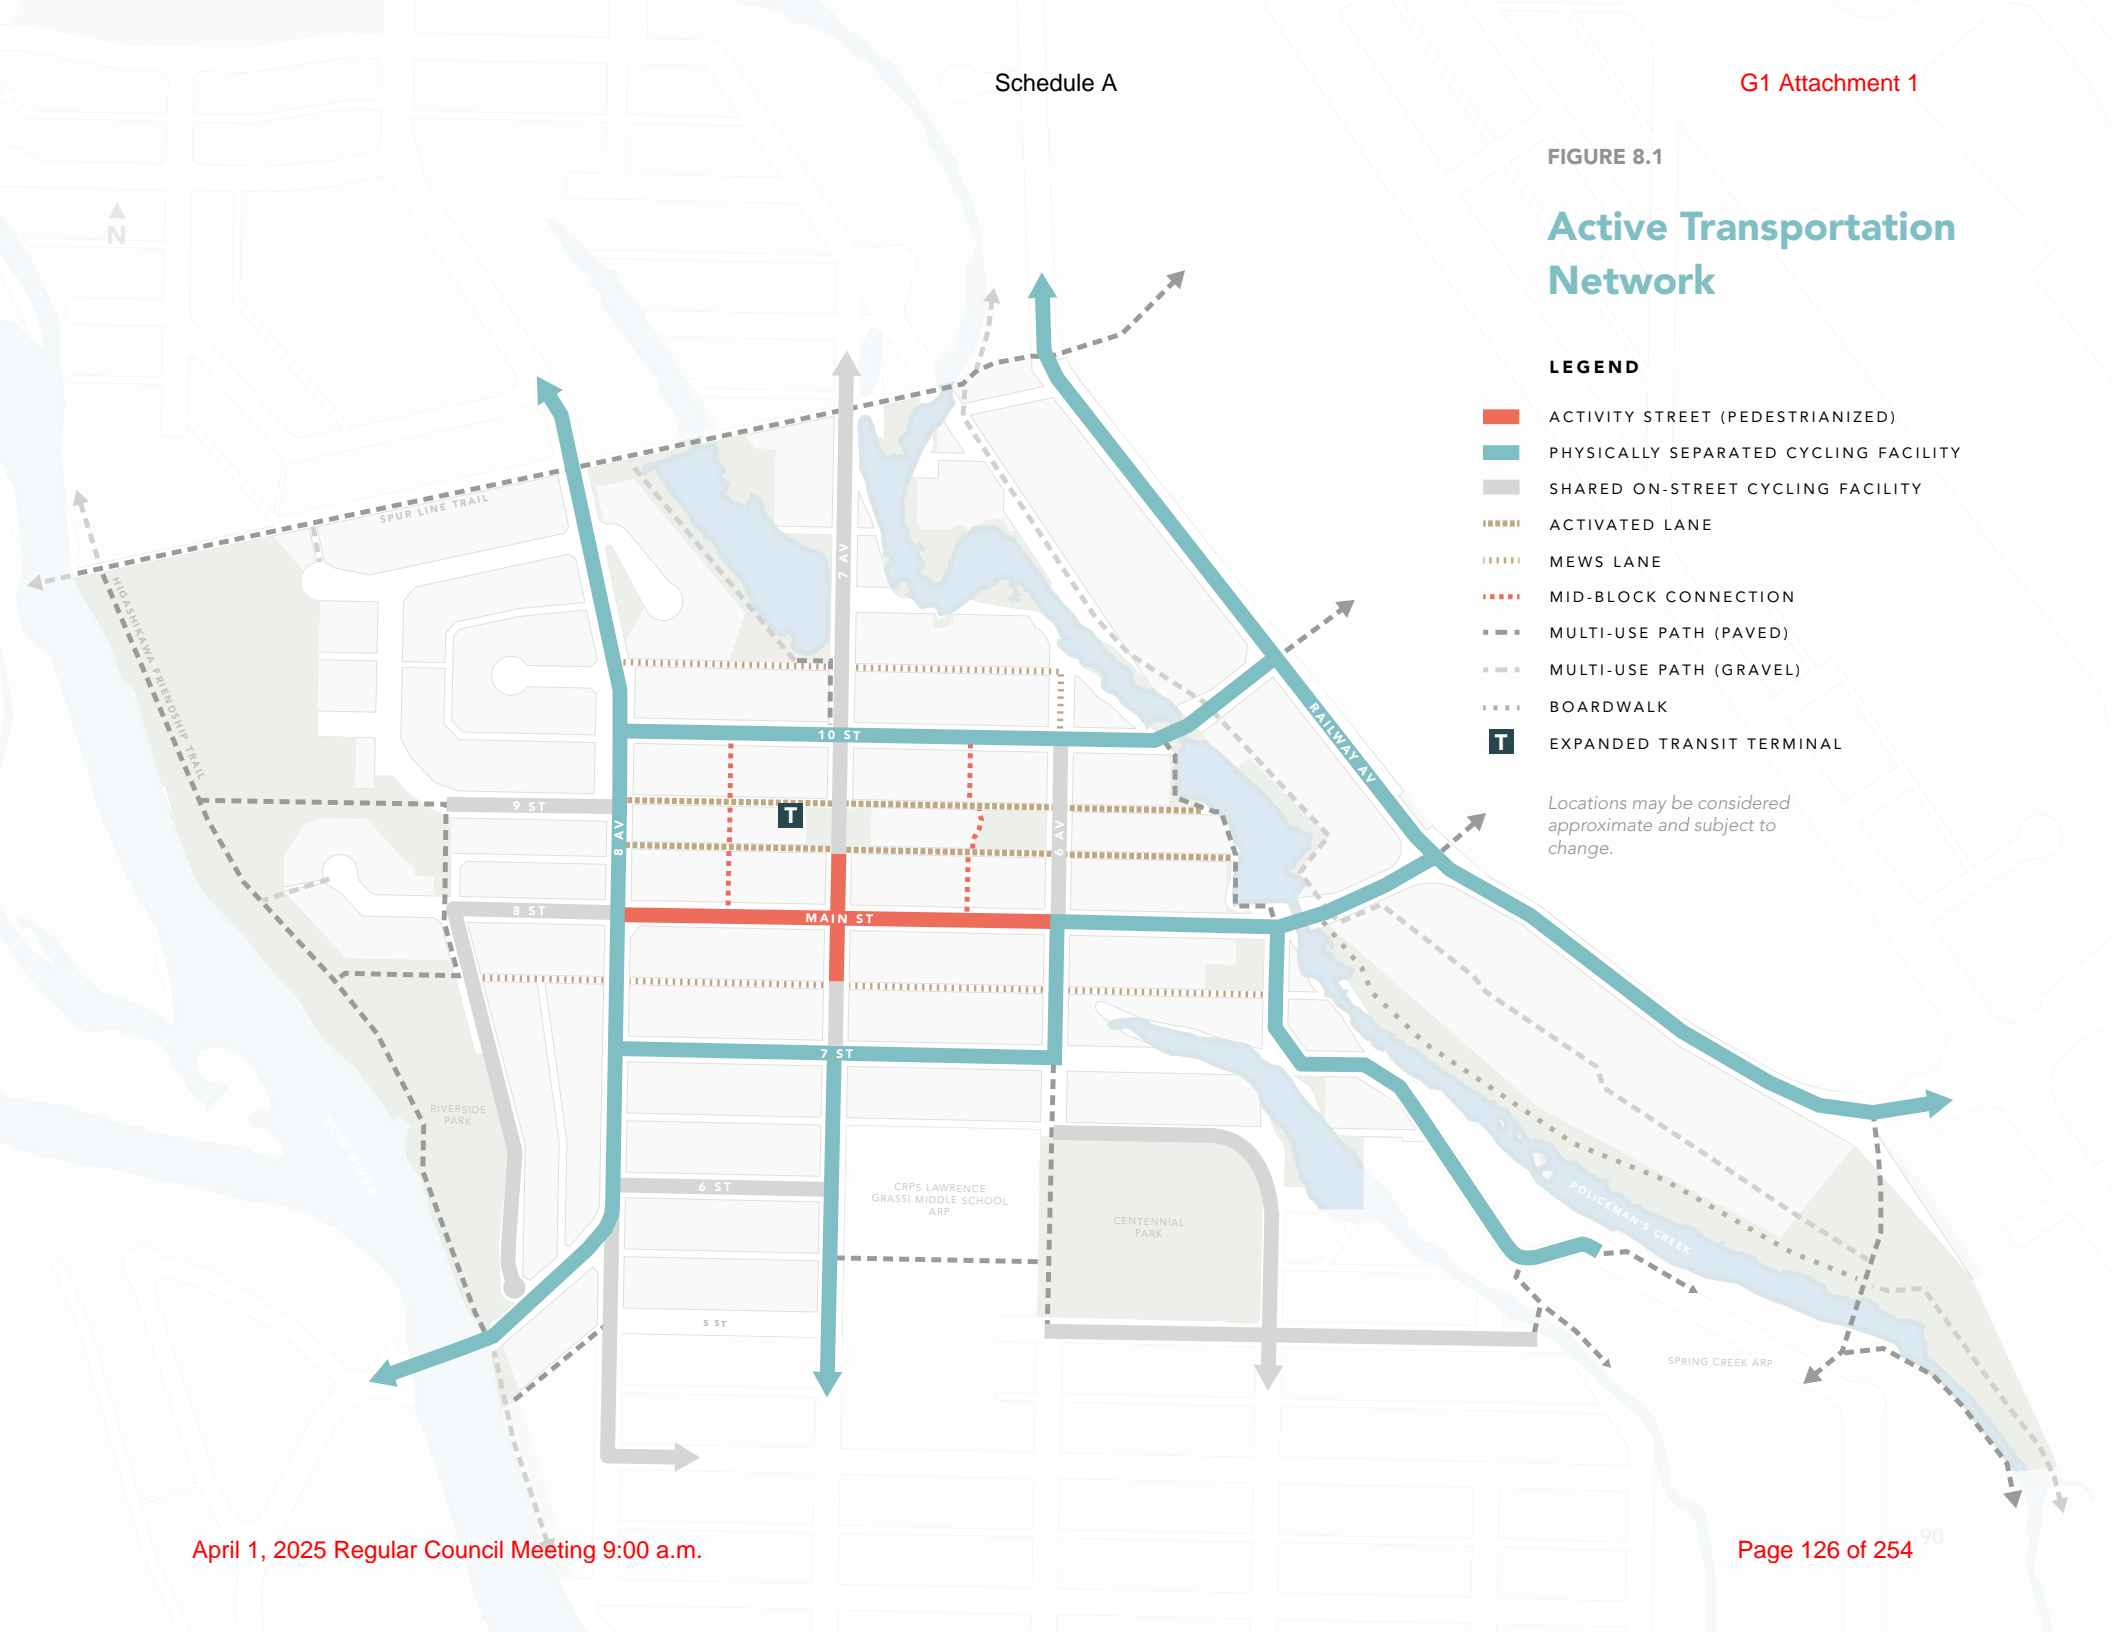 Schedule A
G1 Attachment 1
FIGURE 8.1
Active Transportation
Network
LEGEND
ACTIVITY STREET (PEDESTRIANIZED)
PHYSICALLY SEPARATED CYCLING FACILITY
SHARED ON-STREET CYCLING FACILITY
ACTIVATED LANE
MEWS LANE
MID-BLOCK CONNECTION
MULTI-USE PATH (PAVED)
MULTI-USE PATH (GRAVEL)
BOARDWALK
T EXPANDED TRANSIT TERMINAL
Locations may be considered
approximate and subject to
change.
N
SPUR LINE TRAIL
HIGASHIKAWA FRIENDSHIP TRAIL
7 AV
10 ST
RAILWAY AV
9 ST
8 AV
T
6 AV
8 ST
MAIN ST
7 ST
RIVERSIDE
PARK
BOW RIVER
6 ST
CRPS LAWRENCE
GRASSI MIDDLE SCHOOL
ARP
CENTENNIAL
PARK
POLICEMAN'S CREEK
5 ST
SPRING CREEK ARP
90
April 1, 2025 Regular Council Meeting 9:00 a.m.
Page 126 of 254